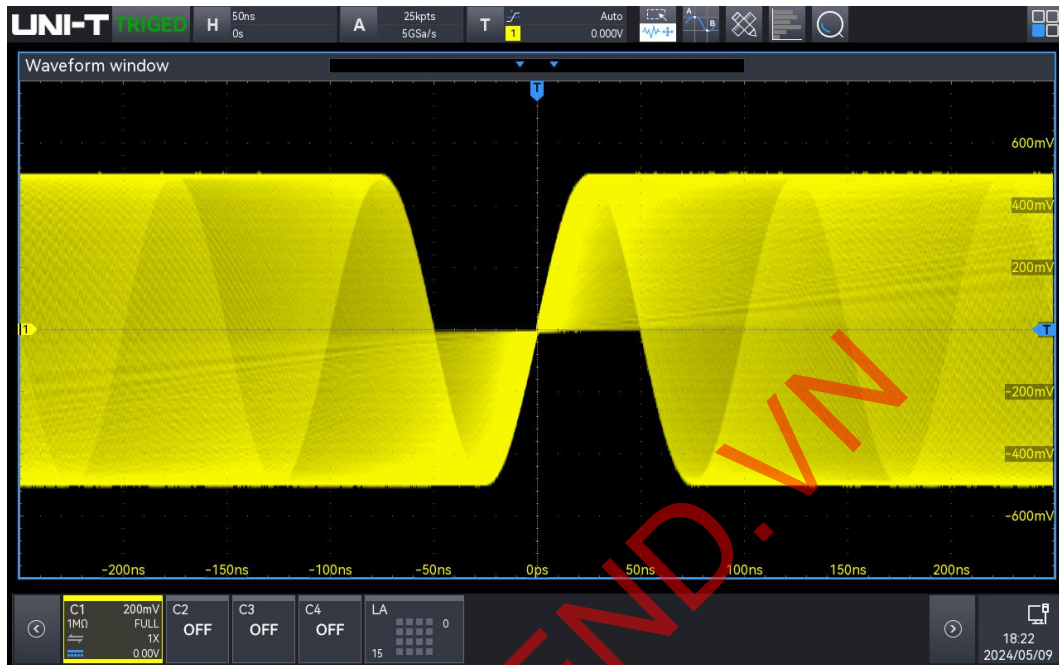 UNI-T TRIGED H 50ns 0s A 25kpts 5GSa/s T 1 Auto 0.000V A B
Waveform window
T
600mV
400mV
200mV
1 T
-200mV
-400mV
-600mV
-200ns -150ns -100ns -50ns 0ps 50ns 100ns 150ns 200ns
C1 200mV 1MΩ FULL 1X 0.00V
C2 OFF
C3 OFF
C4 OFF
LA 0 15
18:22
2024/05/09
END.VN